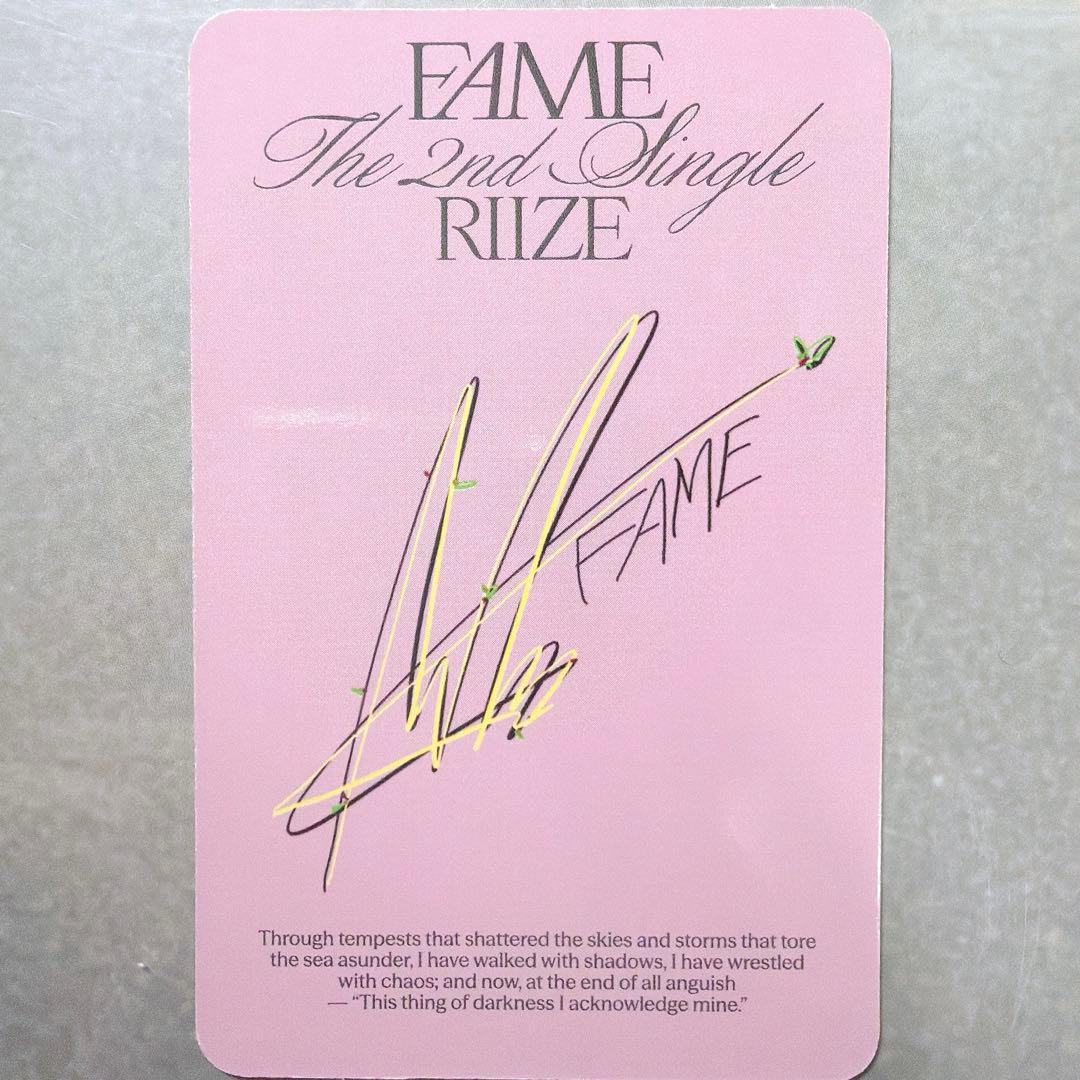 FAME
The 2nd Single
RIIZE
FAME
Through tempests that shattered the skies and storms that tore
the sea asunder, I have walked with shadows, I have wrestled
with chaos; and now, at the end of all anguish
— “This thing of darkness I acknowledge mine.”